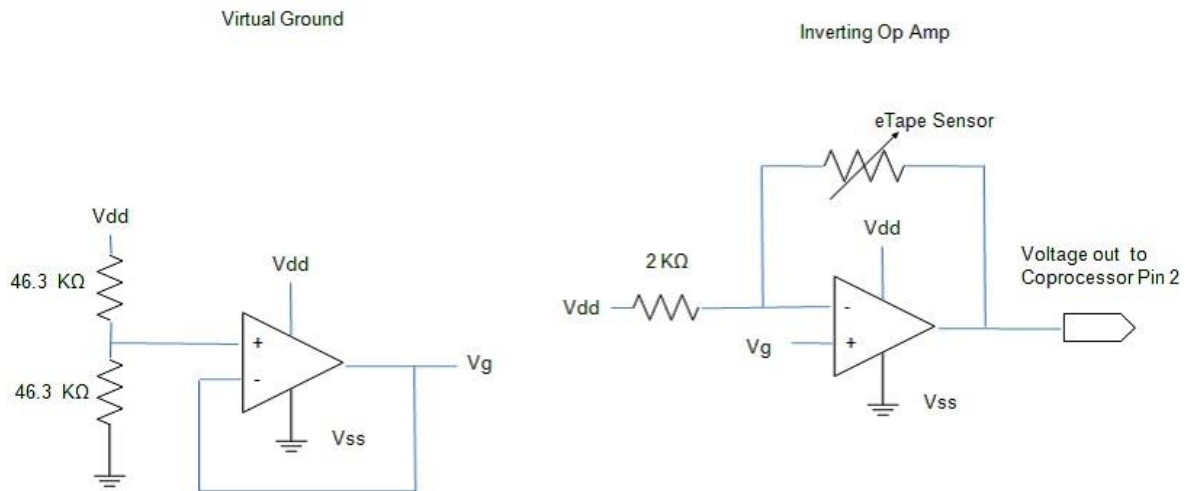 Virtual Ground
Vdd
46.3 KΩ
46.3 KΩ
Vdd
+
-
Vg
Vss
Inverting Op Amp
eTape Sensor
Vdd
2 KΩ
Vdd
Vg
-
+
Vss
Voltage out to
Coprocessor Pin 2